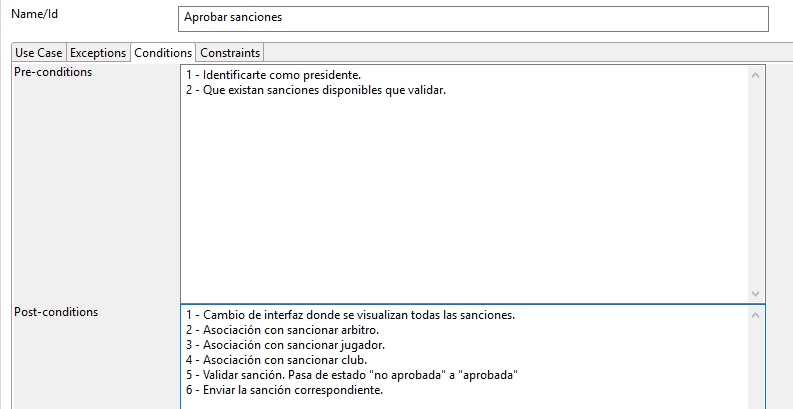 Name/Id
Aprobar sanciones
Use Case Exceptions Conditions Constraints
Pre-conditions
1 - Identificarte como presidente.
2 - Que existan sanciones disponibles que validar.
Post-conditions
1 - Cambio de interfaz donde se visualizan todas las sanciones.
2 - Asociación con sancionar arbitro.
3 - Asociación con sancionar jugador.
4 - Asociación con sancionar club.
5 - Validar sanción. Pasa de estado "no aprobada" a "aprobada"
6 - Enviar la sanción correspondiente.